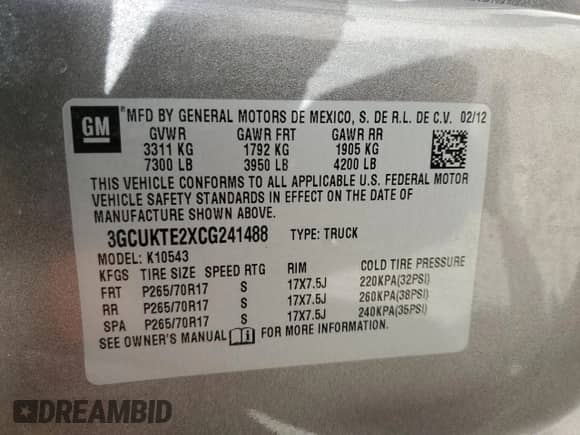 GM ® MFD BY GENERAL MOTORS DE MEXICO, S. DE R.L. DE C.V. 02/12
GVWR GAWR FRT GAWR RR
3311 KG 1792 KG 1905 KG
7300 LB 3950 LB 4200 LB
THIS VEHICLE CONFORMS TO ALL APPLICABLE U.S. FEDERAL MOTOR
VEHICLE SAFETY STANDARDS IN EFFECT ON THE DATE OF
MANUFACTURE SHOWN ABOVE.
3GCUKTE2XCG241488 TYPE: TRUCK
MODEL: K10543
KFGS TIRE SIZE SPEED RTG RIM COLD TIRE PRESSURE
FRT P265/70R17 S 17X7.5J 220KPA(32PSI)
RR P265/70R17 S 17X7.5J 260KPA(38PSI)
SPA P265/70R17 S 17X7.5J 240KPA(35PSI)
SEE OWNER'S MANUAL FOR MORE INFORMATION
DREAMBID